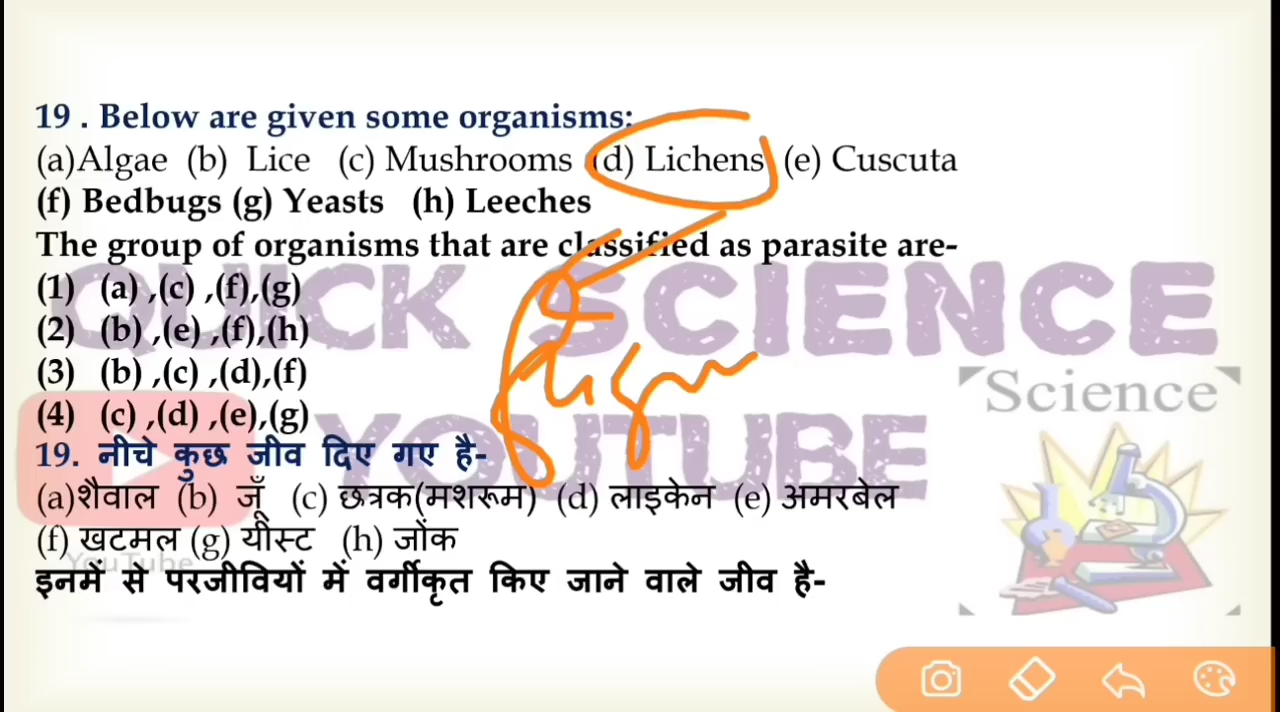 19 . Below are given some organisms:
(a)Algae (b) Lice (c) Mushrooms (d) Lichens (e) Cuscuta
(f) Bedbugs (g) Yeasts (h) Leeches
The group of organisms that are classified as parasite are-
(1) (a) ,(c) ,(f),(g)
(2) (b) ,(e) ,(f),(h)
(3) (b) ,(c) ,(d),(f)
(4) (c) ,(d) ,(e),(g)
19. नीचे कुछ जीव दिए गए है-
(a)शैवाल (b) जूँ (c) छत्रक(मशरूम) (d) लाइकेन (e) अमरबेल
(f) खटमल (g) यीस्ट (h) जोंक
इनमें से परजीवियों में वर्गीकृत किए जाने वाले जीव है-
QUICK SCIENCE
YOUTUBE
Science
YouTube